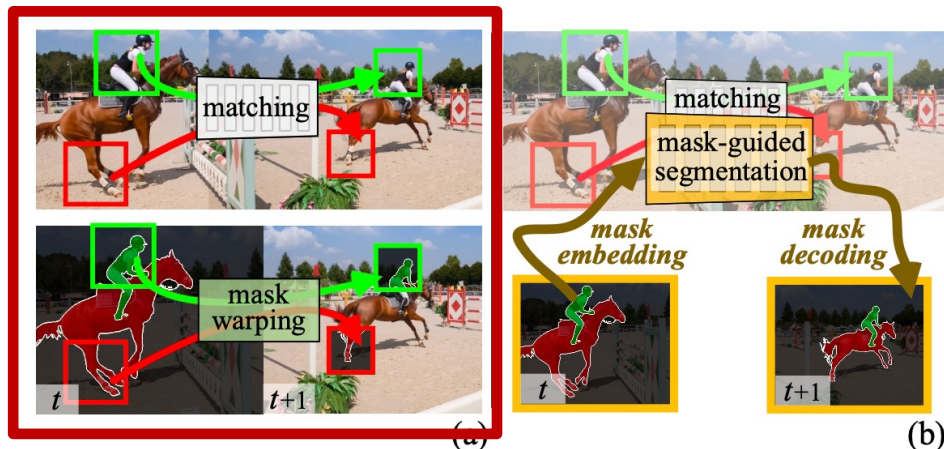 matching
mask
warping
t
t+1
(a)
matching
mask-guided
segmentation
mask
embedding
mask
decoding
t
t+1
(b)